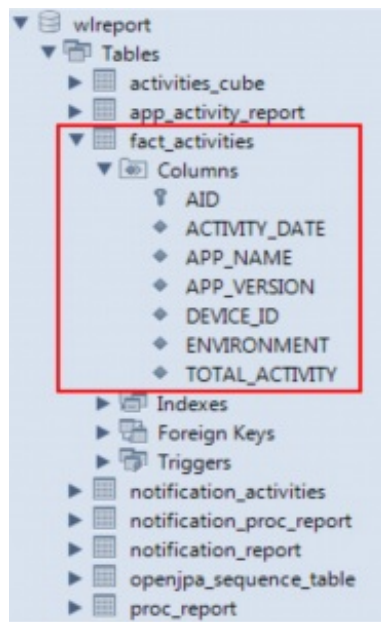 wlreport
Tables
activities_cube
app_activity_report
fact_activities
Columns
AID
ACTIVITY_DATE
APP_NAME
APP_VERSION
DEVICE_ID
ENVIRONMENT
TOTAL_ACTIVITY
Indexes
Foreign Keys
Triggers
notification_activities
notification_proc_report
notification_report
openjpa_sequence_table
proc_report